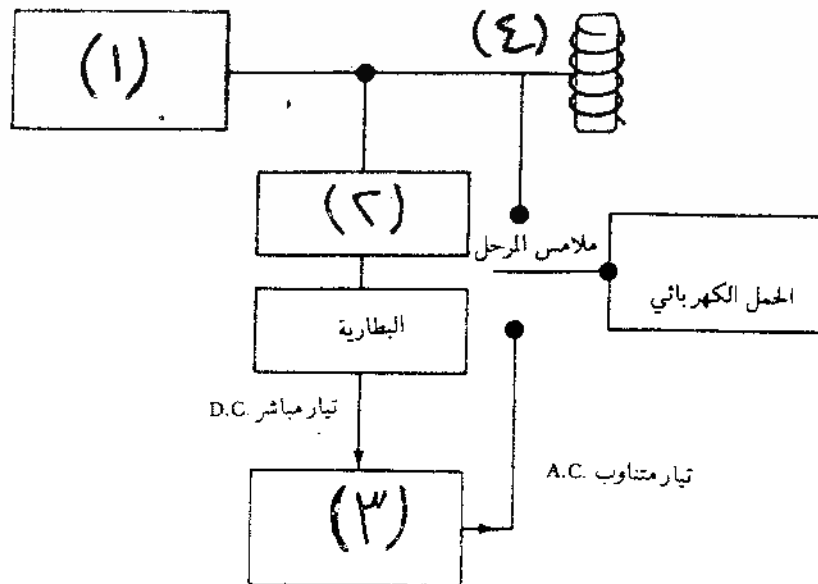 (١)
(٤)
(٢)
ملامس المرحل
الحمل الكهربائي
البطارية
تيار مباشر D.C.
تيار متناوب A.C.
(٣)